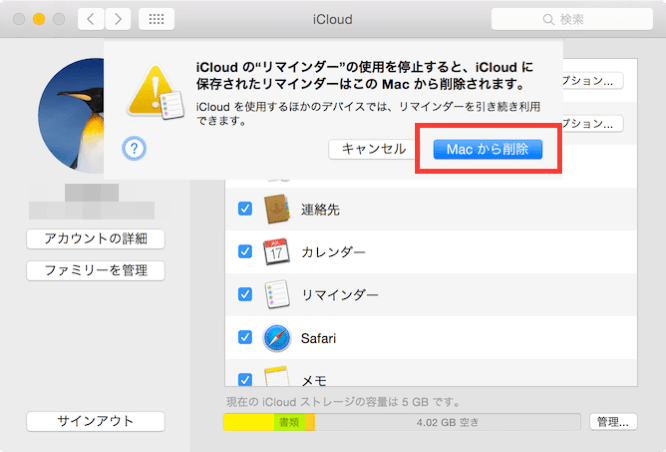 iCloud
検索
iCloud の“リマインダー”の使用を停止すると、iCloud に
保存されたリマインダーはこの Mac から削除されます。
iCloud を使用するほかのデバイスでは、リマインダーを引き続き利用
できます。
?
キャンセル
Mac から削除
プション...
プション...
アカウントの詳細
ファミリーを管理
サインアウト
連絡先
JUL
17
カレンダー
リマインダー
Safari
メモ
現在の iCloud ストレージの容量は 5 GB です。
書類
4.02 GB 空き
管理...